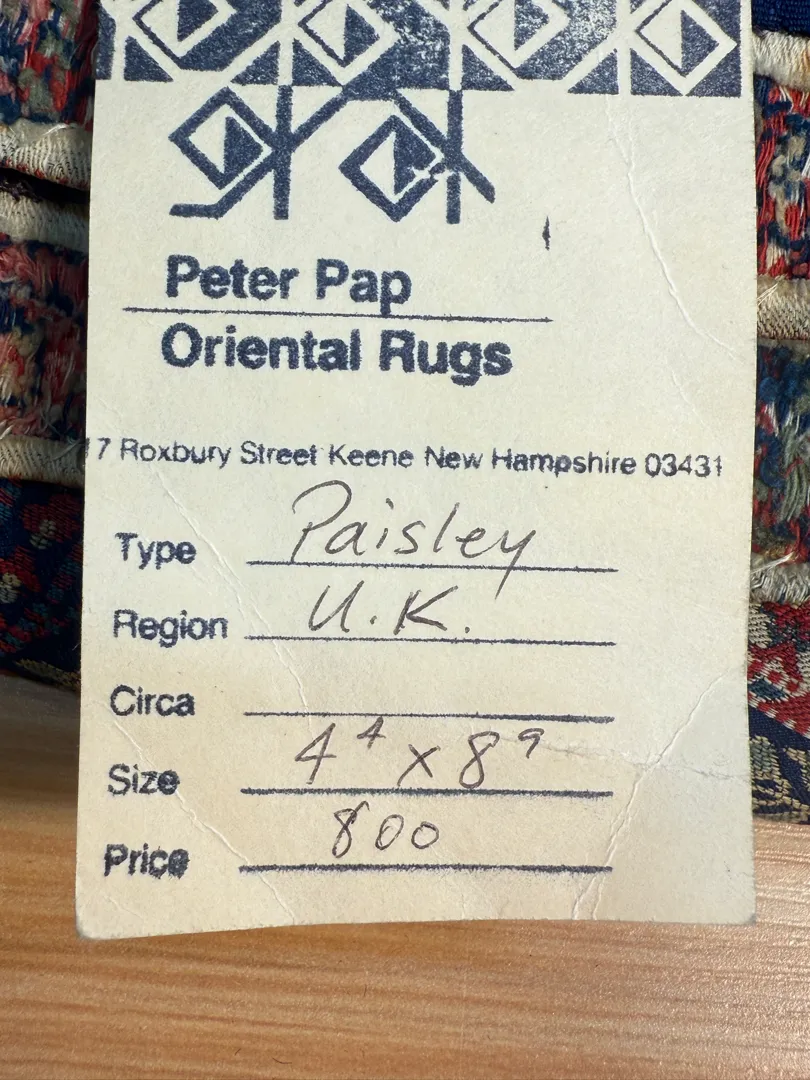 Peter Pap
Oriental Rugs
17 Roxbury Street Keene New Hampshire 03431
Type Paisley
Region U.K.
Circa
Size 4⁴ x 8⁹
Price 800